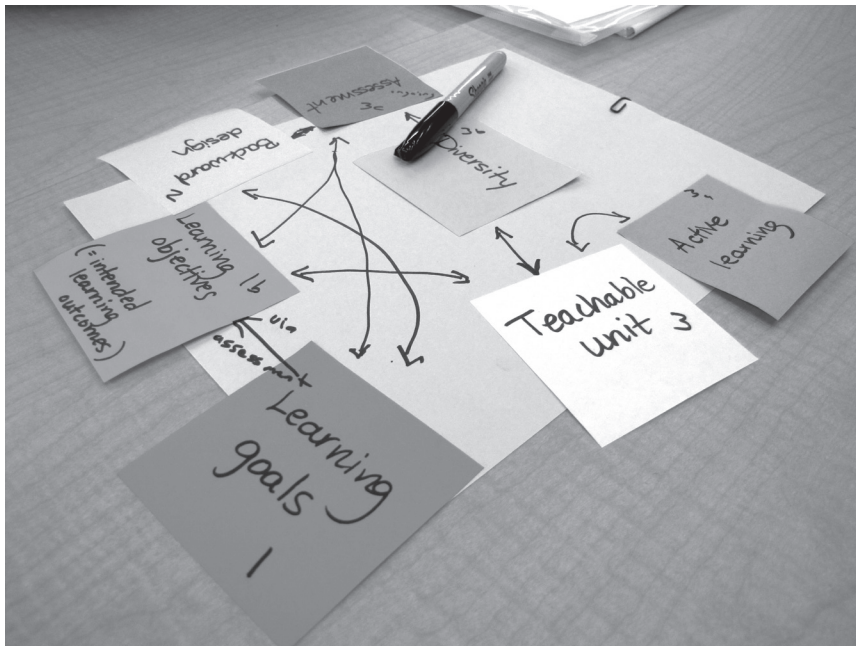 Assessment
Backward 2
design
Diversity
Learning 1b
objectives
(= intended
learning
outcomes)
Active
learning
Teachable
unit 3
via
assessment
Learning
goals
1